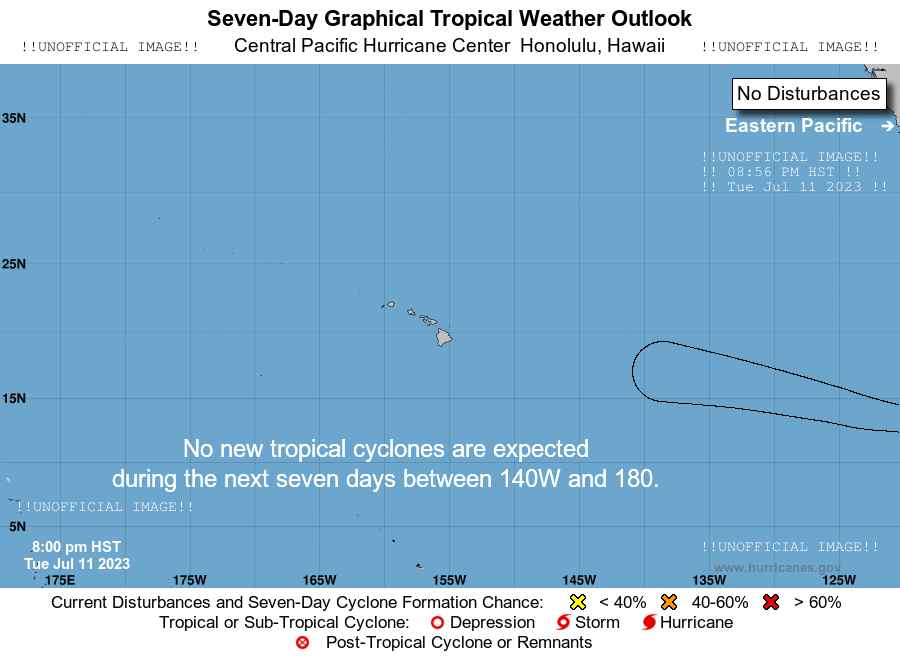 Seven-Day Graphical Tropical Weather Outlook
!!UNOFFICIAL IMAGE!! Central Pacific Hurricane Center Honolulu, Hawaii !!UNOFFICIAL IMAGE!!
No Disturbances
35N
Eastern Pacific
!!UNOFFICIAL IMAGE!!
!! 08:56 PM HST !!
!! Tue Jul 11 2023 !!
25N
15N
No new tropical cyclones are expected
during the next seven days between 140W and 180.
!!UNOFFICIAL IMAGE!!
5N
8:00 pm HST
!!UNOFFICIAL IMAGE!!
Tue Jul 11 2023
www.hurricanes.gov
175E 175W 165W 155W 145W 135W 125W
Current Disturbances and Seven-Day Cyclone Formation Chance: < 40% 40-60% > 60%
Tropical or Sub-Tropical Cyclone: Depression Storm Hurricane
Post-Tropical Cyclone or Remnants